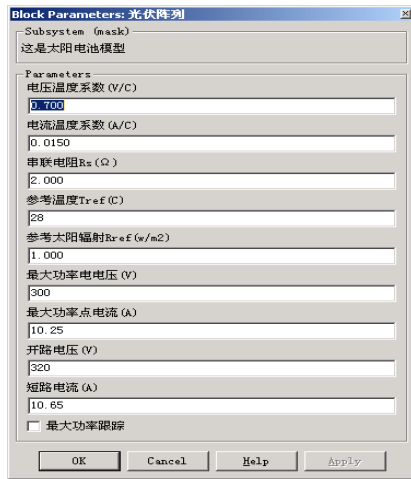 Block Parameters: 光伏阵列
Subsystem (mask)
这是太阳电池模型
Parameters
电压温度系数(V/C)
0.700
电流温度系数(A/C)
0.0150
串联电阻Rs(Ω)
2.000
参考温度Tref(C)
28
参考太阳辐射Rref(w/m2)
1.000
最大功率电电压(V)
300
最大功率点电流(A)
10.25
开路电压(V)
320
短路电流(A)
10.65
最大功率跟踪
OK Cancel Help Apply